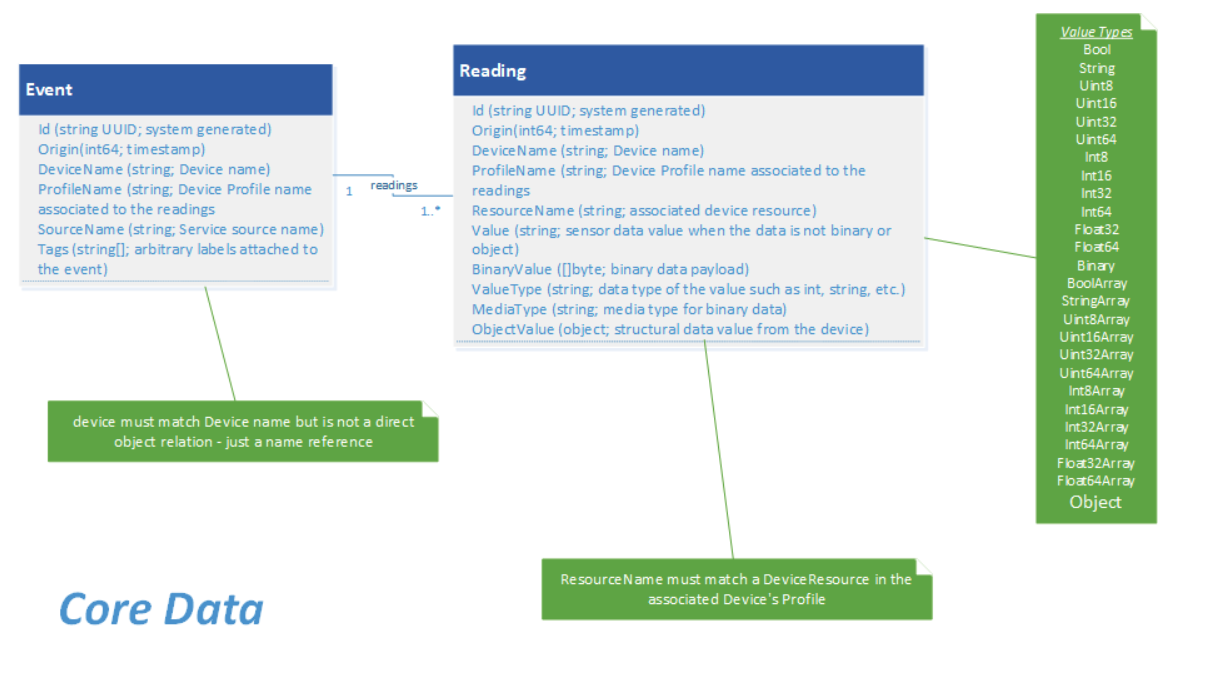 Event
Id (string UUID; system generated)
Origin(int64; timestamp)
DeviceName (string; Device name)
ProfileName (string; Device Profile name
associated to the readings
SourceName (string; Service source name)
Tags (string[]; arbitrary labels attached to
the event)
1
readings
1..*
Reading
Id (string UUID; system generated)
Origin(int64; timestamp)
DeviceName (string; Device name)
ProfileName (string; Device Profile name associated to the
readings
ResourceName (string; associated device resource)
Value (string; sensor data value when the data is not binary or
object)
BinaryValue ([]byte; binary data payload)
ValueType (string; data type of the value such as int, string, etc.)
MediaType (string; media type for binary data)
ObjectValue (object; structural data value from the device)
Value Types
Bool
String
Uint8
Uint16
Uint32
Uint64
Int8
Int16
Int32
Int64
Float32
Float64
Binary
BoolArray
StringArray
Uint8Array
Uint16Array
Uint32Array
Uint64Array
Int8Array
Int16Array
Int32Array
Int64Array
Float32Array
Float64Array
Object
device must match Device name but is not a direct
object relation - just a name reference
ResourceName must match a DeviceResource in the
associated Device's Profile
Core Data